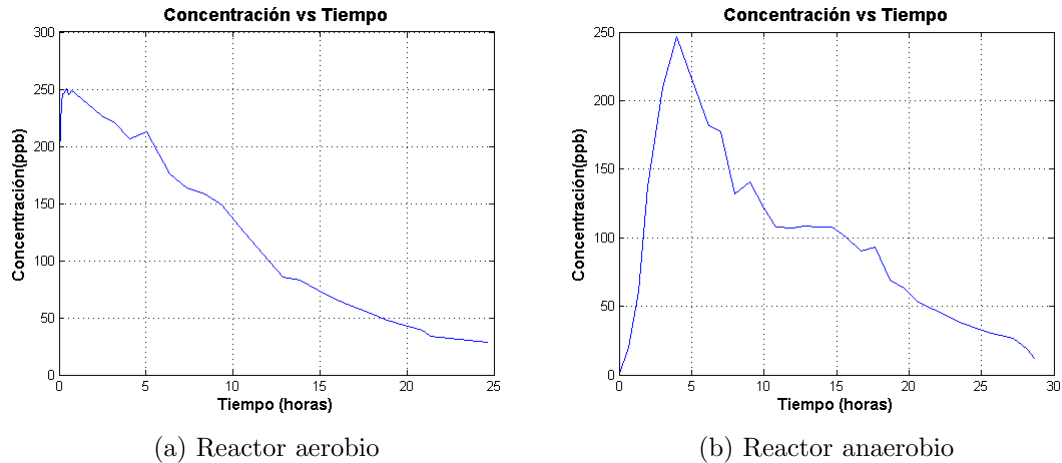 Concentración vs Tiempo
300
250
200
150
100
50
0
0 5 10 15 20 25
Concentración(ppb)
Tiempo (horas)
(a) Reactor aerobio
Concentración vs Tiempo
250
200
150
100
50
0
0 5 10 15 20 25 30
Concentración(ppb)
Tiempo (horas)
(b) Reactor anaerobio